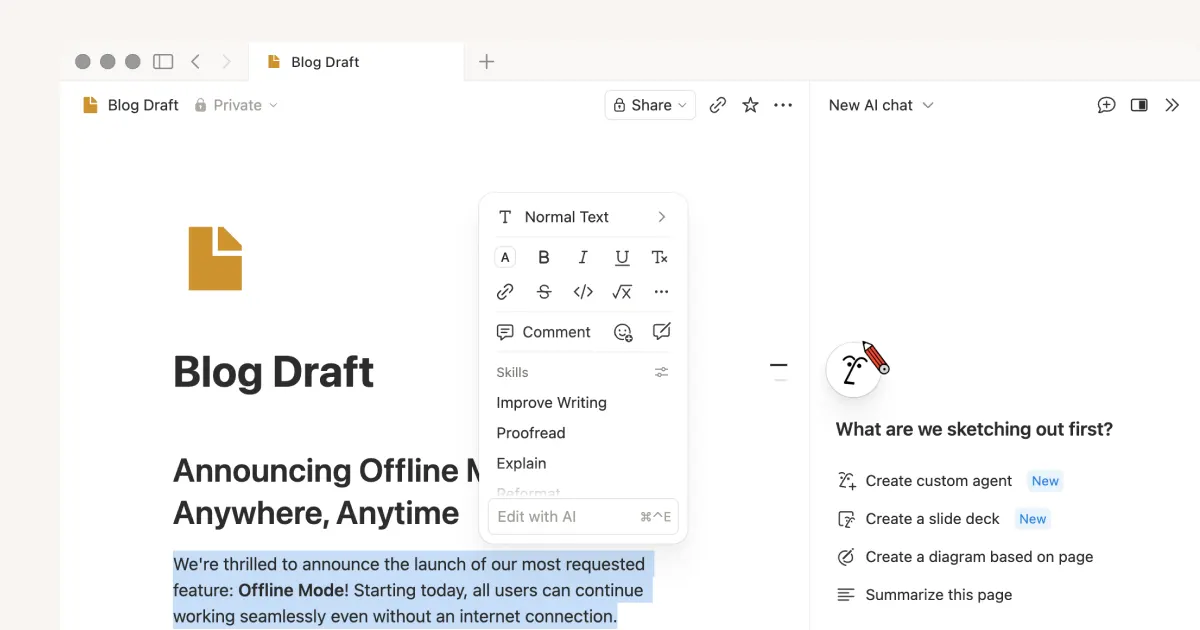 Blog Draft
Blog Draft Private Share New AI chat
Normal Text
A B I U Tx
S </> √x
Comment
Blog Draft
Skills
Improve Writing
Proofread
Explain
Reformat
Edit with AI ⌘^E
Announcing Offline
Anywhere, Anytime
We're thrilled to announce the launch of our most requested
feature: Offline Mode! Starting today, all users can continue
working seamlessly even without an internet connection.
What are we sketching out first?
Create custom agent New
Create a slide deck New
Create a diagram based on page
Summarize this page